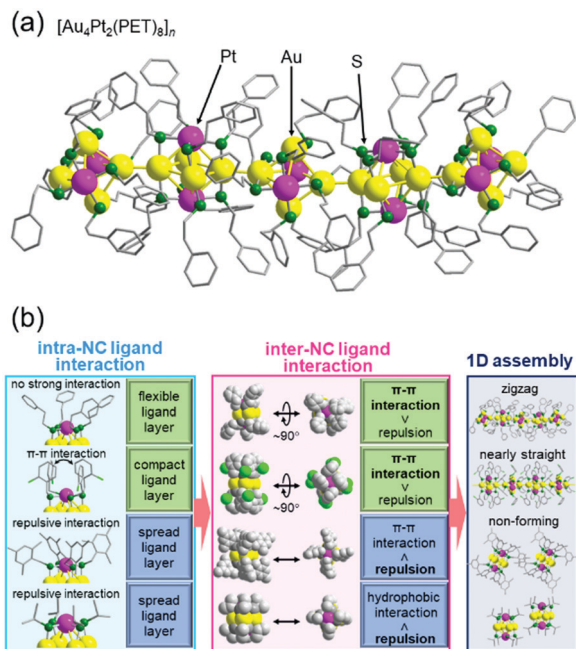 (a) [Au4Pt2(PET)8]n
Pt
Au
S
(b)
intra-NC ligand
interaction
no strong interaction
flexible
ligand
layer
π-π interaction
compact
ligand
layer
repulsive interaction
spread
ligand
layer
repulsive interaction
spread
ligand
layer
inter-NC ligand
interaction
~90°
π-π
interaction
∨
repulsion
~90°
π-π
interaction
∨
repulsion
π-π
interaction
∧
repulsion
hydrophobic
interaction
∧
repulsion
1D assembly
zigzag
nearly straight
non-forming